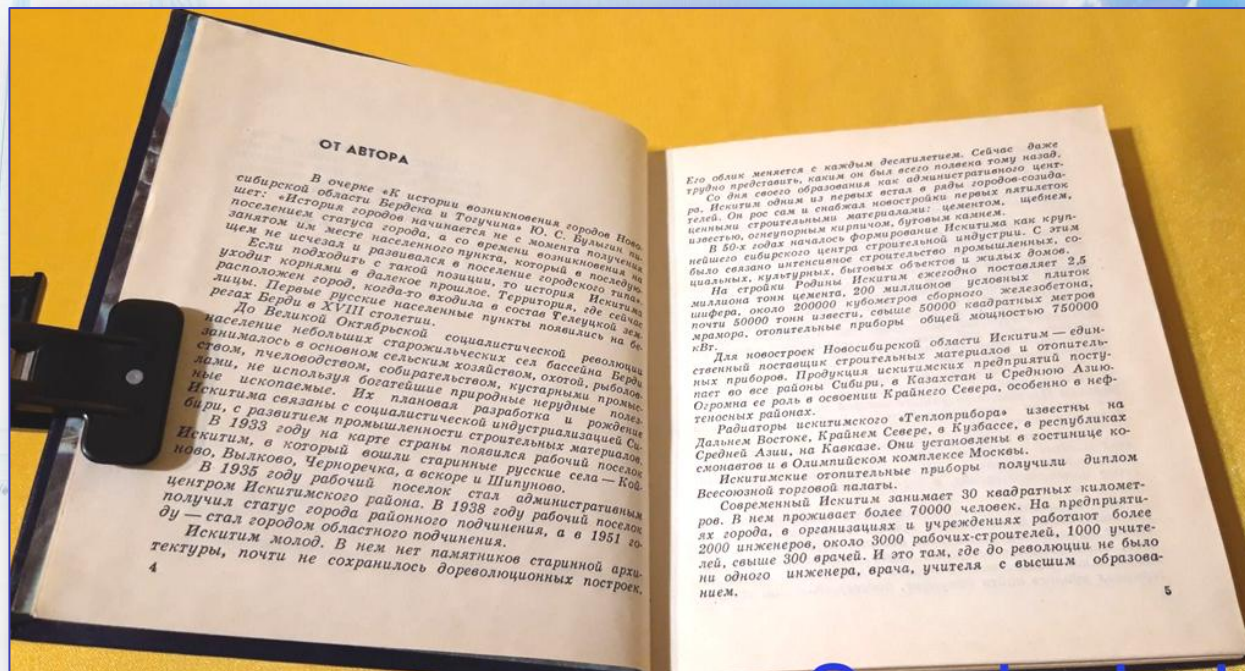 ОТ АВТОРА
В очерке «К истории возникновения городов Ново-
сибирской области Бердска и Тогучина» Ю. С. Булыгин пи-
шет: «История городов начинается не с момента получения
поселением статуса города, а со времени возникновения на
занятом им месте населенного пункта, который в последую-
щем не исчезал и развивался в поселение городского типа».
Если подходить с такой позиции, то история Искитима
уходит корнями в далекое прошлое. Территория, где сейчас
расположен город, когда-то входила в состав Телеуцкой зем-
лицы. Первые русские населенные пункты появились на бе-
регах Берди в XVIII столетии.
До Великой Октябрьской социалистической революции
население небольших старожильческих сел бассейна Берди
занималось в основном сельским хозяйством, охотой, рыболов-
ством, пчеловодством, собирательством, кустарными промыс-
лами, не используя богатейшие природные нерудные полез-
ные ископаемые. Их плановая разработка и рождение
Искитима связаны с социалистической индустриализацией Си-
бири, с развитием промышленности строительных материалов.
В 1933 году на карте страны появился рабочий поселок
Искитим, в который вошли старинные русские села — Кой-
ново, Вылково, Чернорečка, а вскоре и Шипуново.
В 1935 году рабочий поселок стал административным
центром Искитимского района. В 1938 году рабочий поселок
получил статус города районного подчинения, а в 1951 го-
ду — стал городом областного подчинения.
Искитим молод. В нем нет памятников старинной архи-
тектуры, почти не сохранилось дореволюционных построек.
4
Его облик меняется с каждым десятилетием. Сейчас даже
трудно представить, каким он был всего полвека тому назад.
Со дня своего образования как административного цент-
ра, Искитим одним из первых встал в ряды городов-созида-
телей. Он рос сам и снабжал новостройки первых пятилеток
ценными строительными материалами: цементом, щебнем,
известью, огнеупорным кирпичом, бутовым камнем.
В 50-х годах началось формирование Искитима как круп-
нейшего сибирского центра строительной индустрии. С этим
было связано интенсивное строительство промышленных, со-
циальных, культурных, бытовых объектов и жилых домов.
На стройки Родины Искитим ежегодно поставляет 2,5
миллиона тонн цемента, 200 миллионов условных плиток
шифера, около 200000 кубометров сборного железобетона,
почти 50000 тонн извести, свыше 50000 квадратных метров
мрамора, отопительные приборы общей мощностью 750000
кВт.
Для новостроек Новосибирской области Искитим — един-
ственный поставщик строительных материалов и отопитель-
ных приборов. Продукция искитимских предприятий посту-
пает во все районы Сибири, в Казахстан и Среднюю Азию.
Огромна ее роль в освоении Крайнего Севера, особенно в неф-
теносных районах.
Радиаторы искитимского «Теплоприбора» известны на
Дальнем Востоке, Крайнем Севере, в Кузбассе, в республиках
Средней Азии, на Кавказе. Они установлены в гостинице ко-
смонавтов и в Олимпийском комплексе Москвы.
Искитимские отопительные приборы получили диплом
Всесоюзной торговой палаты.
Современный Искитим занимает 30 квадратных километ-
ров. В нем проживает более 70000 человек. На предприяти-
ях города, в организациях и учреждениях работают более
2000 инженеров, около 3000 рабочих-строителей, 1000 учите-
лей, свыше 300 врачей. И это там, где до революции не было
ни одного инженера, врача, учителя с высшим образова-
нием.
5